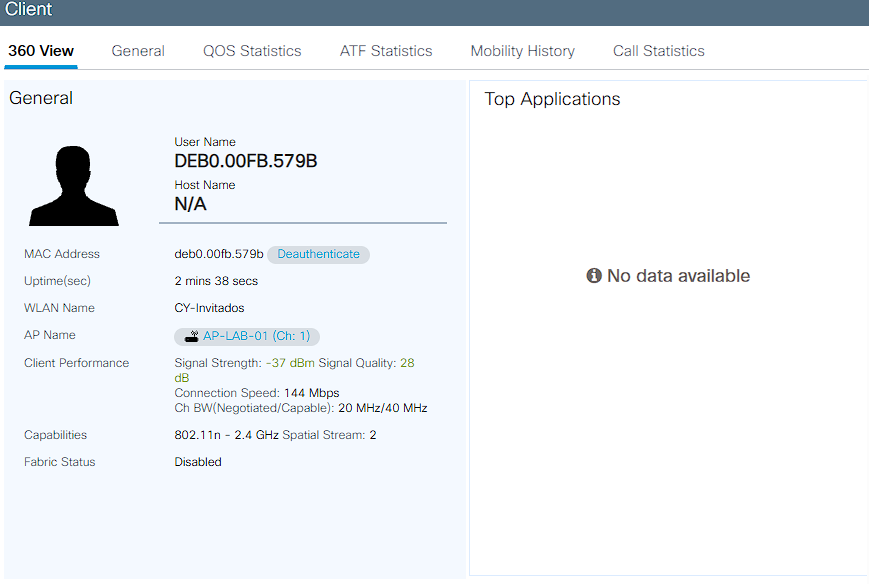 Client
360 View General QOS Statistics ATF Statistics Mobility History Call Statistics
General
User Name
DEB0.00FB.579B
Host Name
N/A
MAC Address deb0.00fb.579b Deauthenticate
Uptime(sec) 2 mins 38 secs
WLAN Name CY-Invitados
AP Name AP-LAB-01 (Ch: 1)
Client Performance Signal Strength: -37 dBm Signal Quality: 28
dB
Connection Speed: 144 Mbps
Ch BW(Negotiated/Capable): 20 MHz/40 MHz
Capabilities 802.11n - 2.4 GHz Spatial Stream: 2
Fabric Status Disabled
Top Applications
No data available